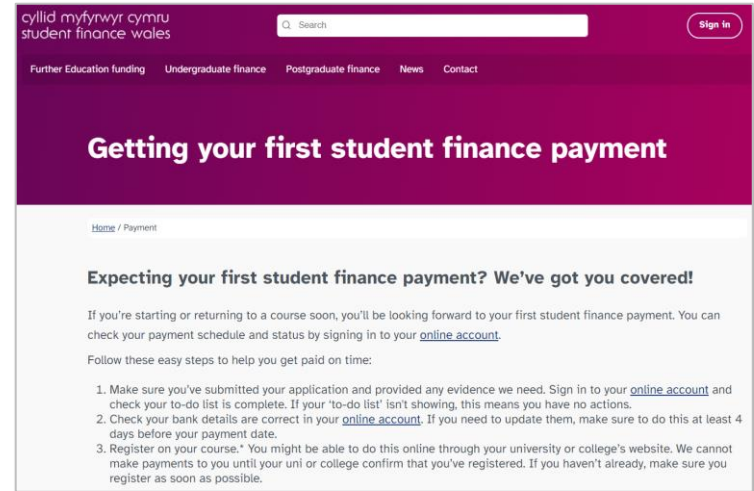 cyllid myfyrwyr cymru
student finance wales
Search
Sign in
Further Education funding Undergraduate finance Postgraduate finance News Contact
Getting your first student finance payment
Home / Payment
Expecting your first student finance payment? We've got you covered!
If you're starting or returning to a course soon, you'll be looking forward to your first student finance payment. You can
check your payment schedule and status by signing in to your online account.
Follow these easy steps to help you get paid on time:
1. Make sure you've submitted your application and provided any evidence we need. Sign in to your online account and
check your to-do list is complete. If your 'to-do list' isn't showing, this means you have no actions.
2. Check your bank details are correct in your online account. If you need to update them, make sure to do this at least 4
days before your payment date.
3. Register on your course.* You might be able to do this online through your university or college's website. We cannot
make payments to you until your uni or college confirm that you've registered. If you haven't already, make sure you
register as soon as possible.